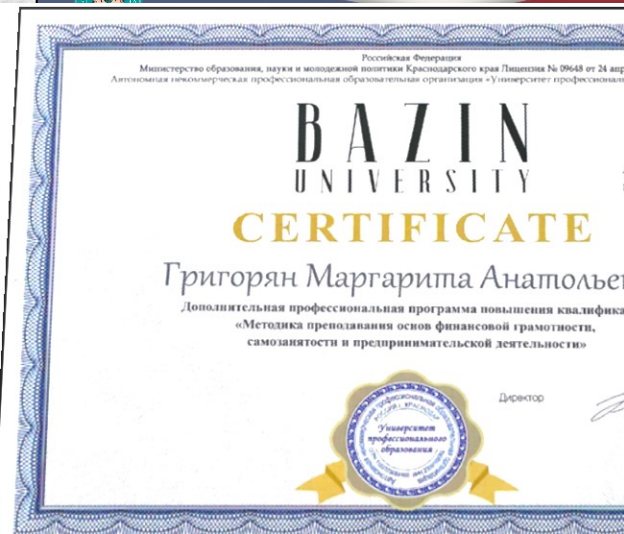 Российская Федерация
Министерство образования, науки и молодежной политики Краснодарского края Лицензия № 09648 от 24 апр
Автономная некоммерческая профессиональная образовательная организация «Университет профессионального
BAZIN
UNIVERSITY
CERTIFICATE
Григорян Маргарита Анатольев
Дополнительная профессиональная программа повышения квалифика
«Методика преподавания основ финансовой грамотности,
самозанятости и предпринимательской деятельности»
Директор
Университет
профессионального
образования